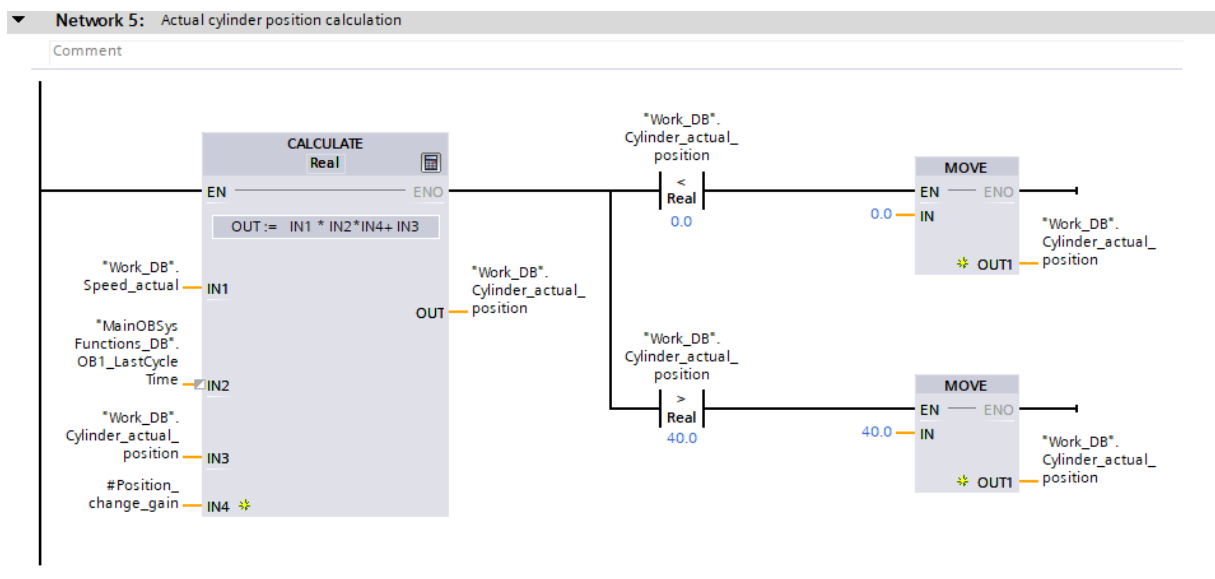 Network 5: Actual cylinder position calculation
Comment
CALCULATE
Real
EN
ENO
OUT := IN1 * IN2*IN4+ IN3
"Work_DB".
Speed_actual
IN1
"MainOBSys
Functions_DB".
OB1_LastCycle
Time
IN2
"Work_DB".
Cylinder_actual_
position
IN3
#Position_
change_gain
IN4
OUT
"Work_DB".
Cylinder_actual_
position
"Work_DB".
Cylinder_actual_
position
<
Real
0.0
MOVE
EN
ENO
0.0
IN
OUT1
"Work_DB".
Cylinder_actual_
position
"Work_DB".
Cylinder_actual_
position
>
Real
40.0
MOVE
EN
ENO
40.0
IN
OUT1
"Work_DB".
Cylinder_actual_
position